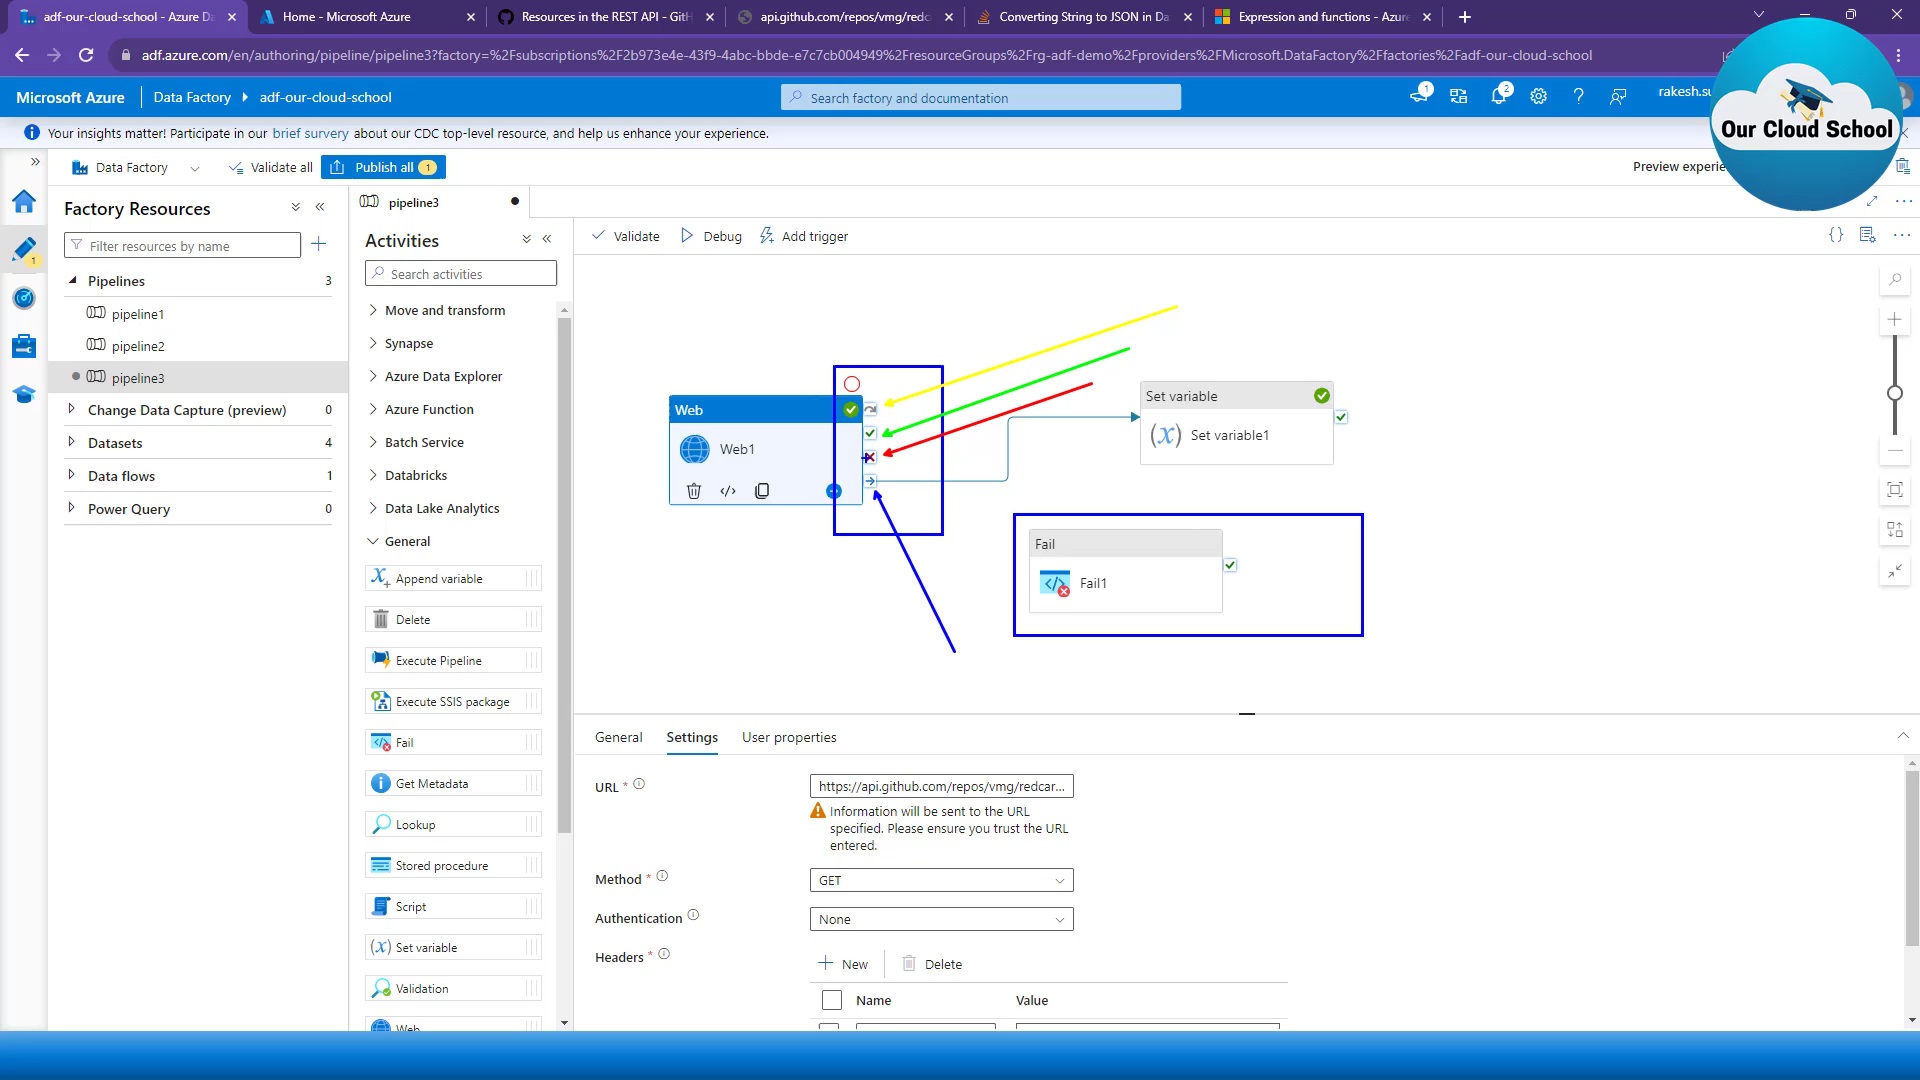 adf-our-cloud-school - Azure Da
Home - Microsoft Azure
Resources in the REST API - GitH
api.github.com/repos/vmg/redca
Converting String to JSON in Da
Expression and functions - Azure
adf.azure.com/en/authoring/pipeline/pipeline3?factory=%2Fsubscriptions%2F2b973e4e-43f9-4abc-bbde-e7c7cb004949%2FresourceGroups%2Frg-adf-demo%2Fproviders%2FMicrosoft.DataFactory%2Ffactories%2Fadf-our-cloud-school
Microsoft Azure
Data Factory
adf-our-cloud-school
Search factory and documentation
1
2
rakesh.su
Our Cloud School
Your insights matter! Participate in our brief survey about our CDC top-level resource, and help us enhance your experience.
Data Factory
Validate all
Publish all 1
Preview experie
Factory Resources
Filter resources by name
1
Pipelines 3
pipeline1
pipeline2
pipeline3
Change Data Capture (preview) 0
Datasets 4
Data flows 1
Power Query 0
pipeline3
Activities
Search activities
Move and transform
Synapse
Azure Data Explorer
Azure Function
Batch Service
Databricks
Data Lake Analytics
General
Append variable
Delete
Execute Pipeline
Execute SSIS package
Fail
Get Metadata
Lookup
Stored procedure
Script
Set variable
Validation
Web
Validate
Debug
Add trigger
Web
Web1
Set variable
Set variable1
Fail
Fail1
General
Settings
User properties
URL *
https://api.github.com/repos/vmg/redcar...
Information will be sent to the URL
specified. Please ensure you trust the URL
entered.
Method *
GET
Authentication
None
Headers *
New
Delete
Name
Value